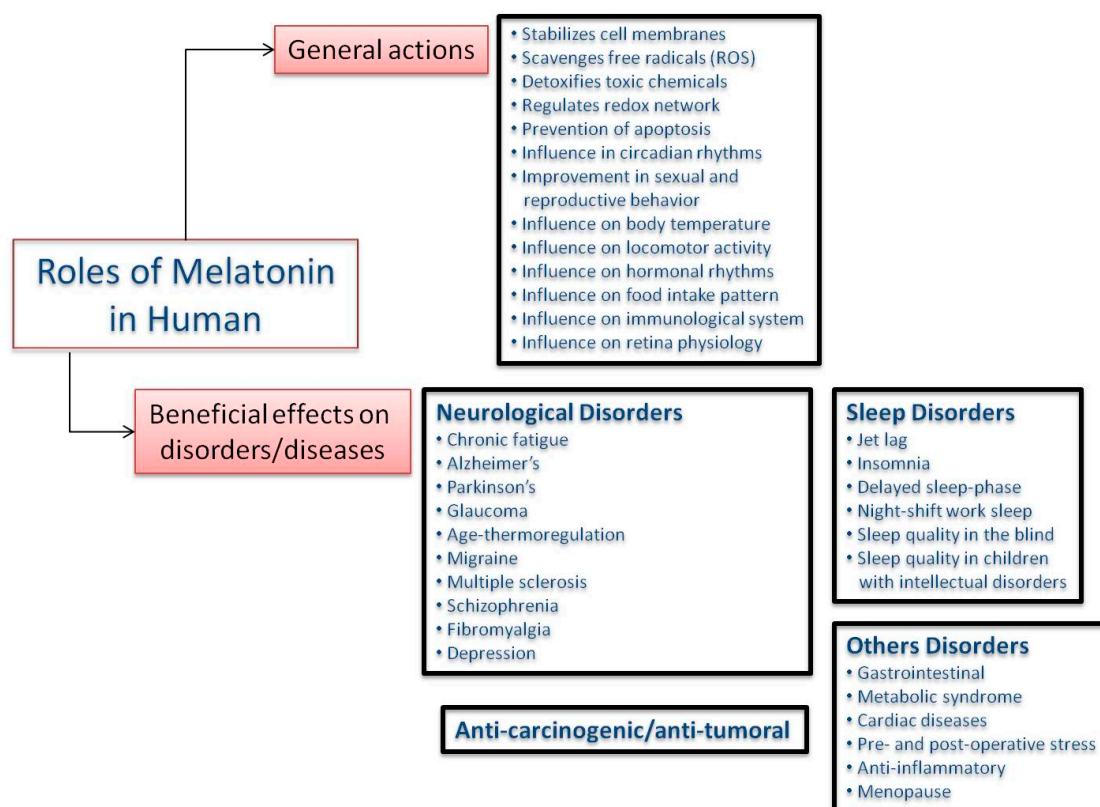 General actions
• Stabilizes cell membranes
• Scavenges free radicals (ROS)
• Detoxifies toxic chemicals
• Regulates redox network
• Prevention of apoptosis
• Influence in circadian rhythms
• Improvement in sexual and
reproductive behavior
• Influence on body temperature
• Influence on locomotor activity
• Influence on hormonal rhythms
• Influence on food intake pattern
• Influence on immunological system
• Influence on retina physiology
Roles of Melatonin
in Human
Beneficial effects on
disorders/diseases
Neurological Disorders
• Chronic fatigue
• Alzheimer’s
• Parkinson’s
• Glaucoma
• Age-thermoregulation
• Migraine
• Multiple sclerosis
• Schizophrenia
• Fibromyalgia
• Depression
Sleep Disorders
• Jet lag
• Insomnia
• Delayed sleep-phase
• Night-shift work sleep
• Sleep quality in the blind
• Sleep quality in children
with intellectual disorders
Others Disorders
• Gastrointestinal
• Metabolic syndrome
• Cardiac diseases
• Pre- and post-operative stress
• Anti-inflammatory
• Menopause
Anti-carcinogenic/anti-tumoral